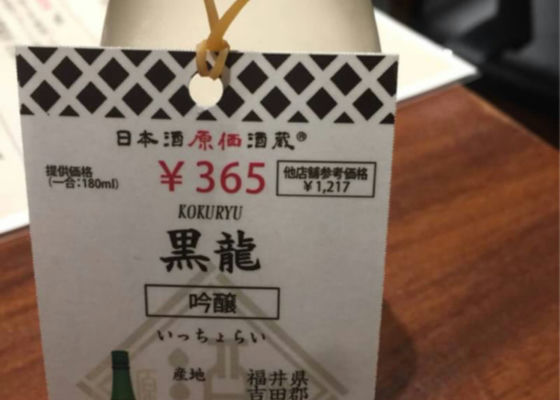 日本酒原価酒蔵®
提供価格
(一合:180ml)
¥365
他店舗参考価格
¥1,217
KOKURYU
黒龍
吟醸
いっちょらい
産地
福井県
吉田郡
原